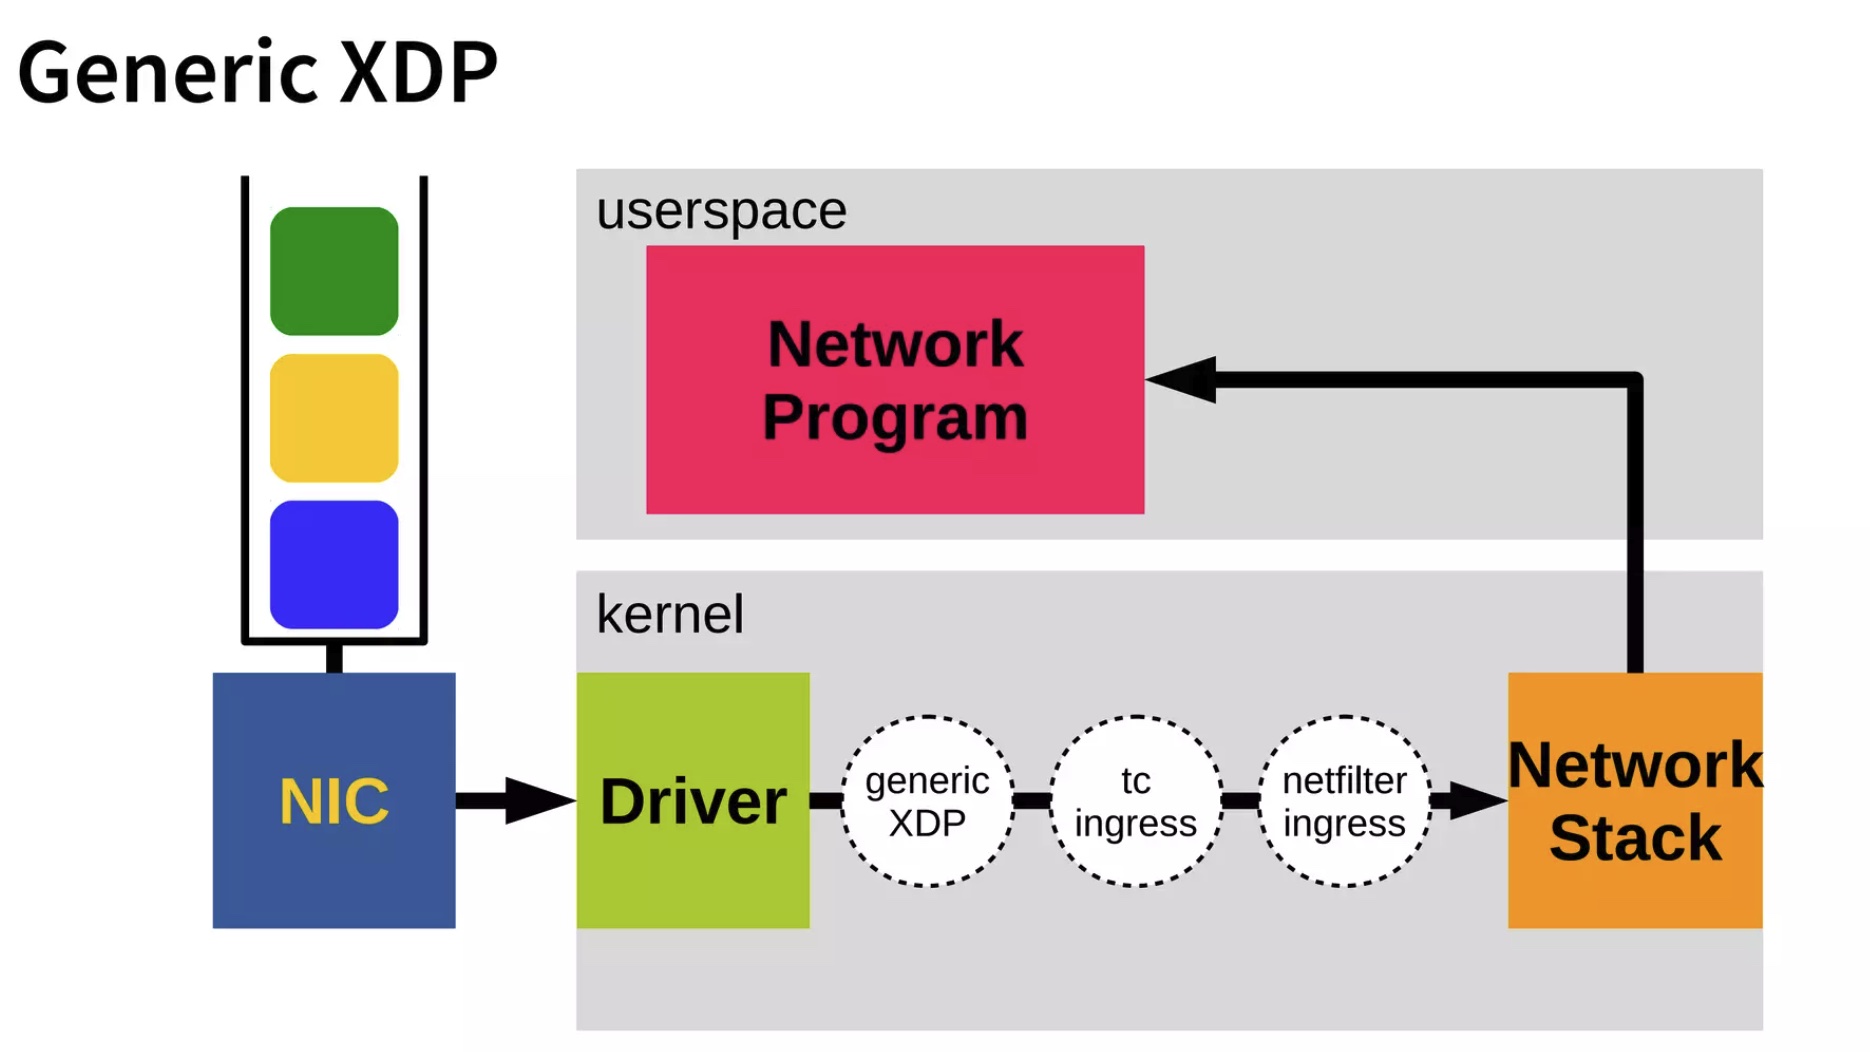 Generic XDP
userspace
Network
Program
kernel
NIC
Driver
generic
XDP
tc
ingress
netfilter
ingress
Network
Stack